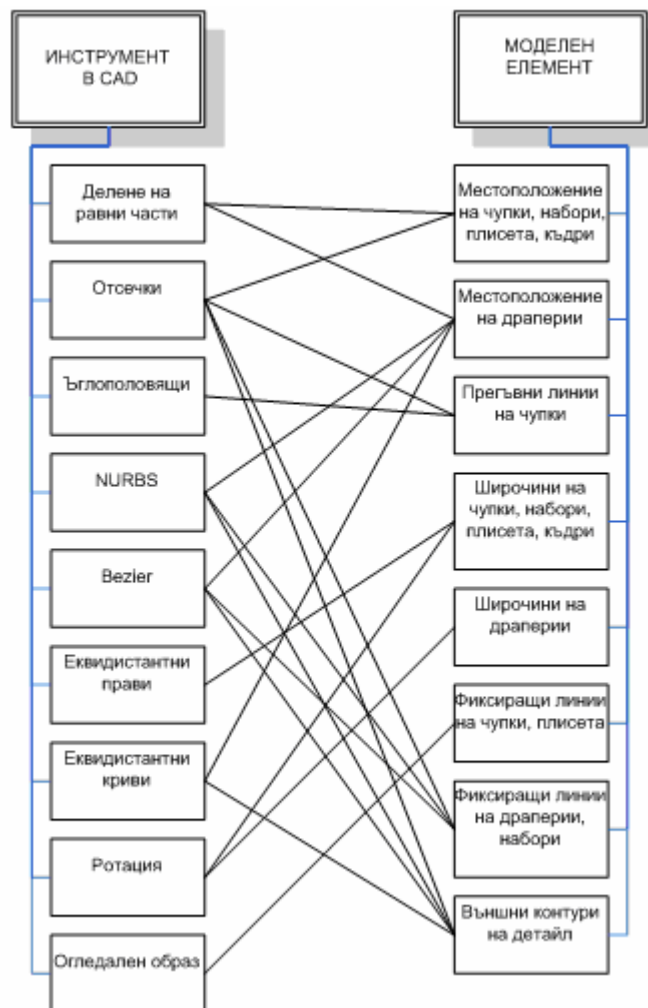 ИНСТРУМЕНТ
В CAD
Делене на
равни части
Отсечки
Ъглополовящи
NURBS
Bezier
Еквидистантни
прави
Еквидистантни
криви
Ротация
Огледален образ
МОДЕЛЕН
ЕЛЕМЕНТ
Местоположение
на чупки, набори,
плисета, къдри
Местоположение
на драперии
Прегъвни линии
на чупки
Широчини на
чупки, набори,
плисета, къдри
Широчини на
драперии
Фиксиращи линии
на чупки, плисета
Фиксиращи линии
на драперии,
набори
Външни контури
на детайл